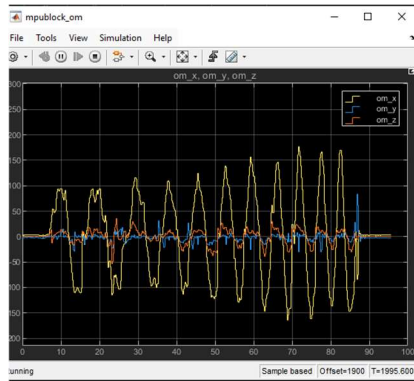 mpublock_om
File Tools View Simulation Help
om_x, om_y, om_z
om_x
om_y
om_z
300
250
200
150
100
50
0
-50
100
150
200
0 10 20 30 40 50 60 70 80 90 100
unning Sample based Offset=1900 T=1995.600